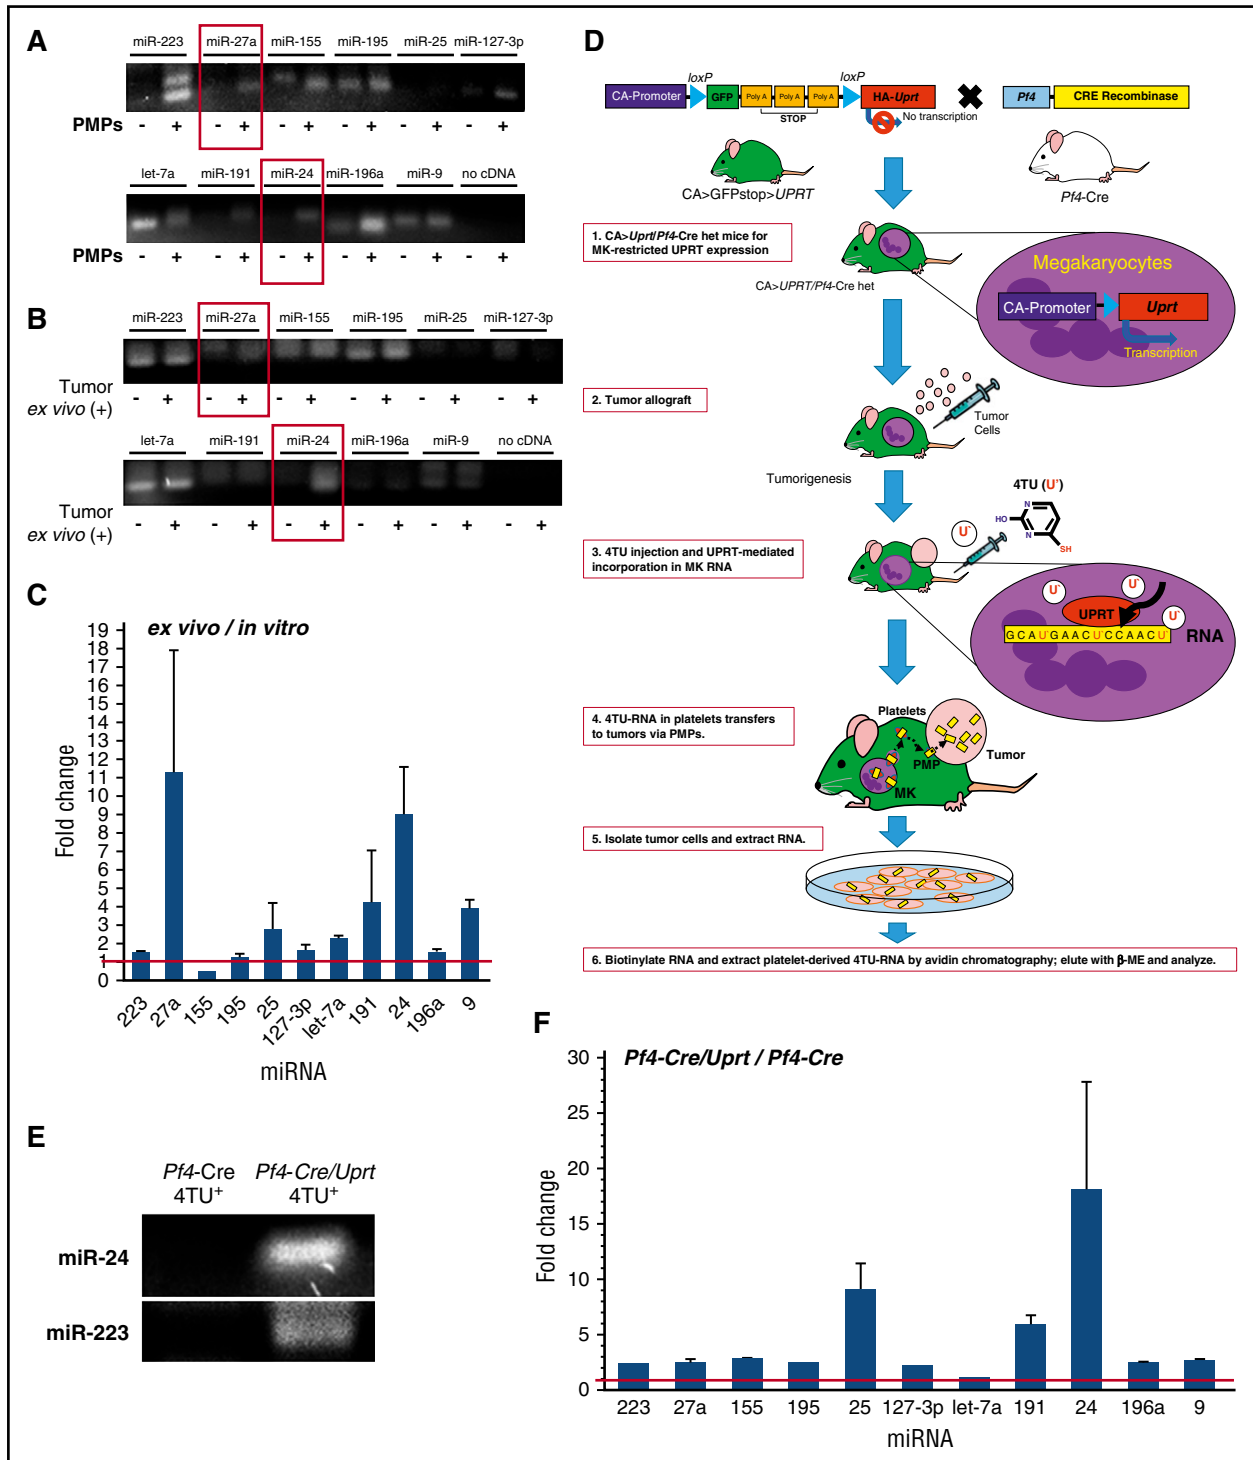 A
miR-223 miR-27a miR-155 miR-195 miR-25 miR-127-3p
PMPs - + - + - + - + - + - +
let-7a miR-191 miR-24 miR-196a miR-9 no cDNA
PMPs - + - + - + - + - + - +
B
miR-223 miR-27a miR-155 miR-195 miR-25 miR-127-3p
Tumor
ex vivo (+) - + - + - + - + - + - +
let-7a miR-191 miR-24 miR-196a miR-9 no cDNA
Tumor
ex vivo (+) - + - + - + - + - + - +
C
ex vivo / in vitro
Fold change
19
18
17
16
15
14
13
12
11
10
9
8
7
6
5
4
3
2
1
0
223 27a 155 195 25 127-3p let-7a 191 24 196a 9
miRNA
D
loxP loxP
CA-Promoter GFP Poly A Poly A Poly A HA-Uprt Pf4 CRE Recombinase
STOP
No transcription
CA>GFPstop>UPRT
Pf4-Cre
1. CA>Uprt/Pf4-Cre het mice for
MK-restricted UPRT expression
CA>UPRT/Pf4-Cre het
Megakaryocytes
CA-Promoter Uprt
Transcription
2. Tumor allograft
Tumor
Cells
Tumorigenesis
4TU (U*)
N
HO
N
SH
U*
3. 4TU injection and UPRT-mediated
incorporation in MK RNA
U* U* U*
UPRT
G C A U* G A A C U* C C A A C U* RNA
4. 4TU-RNA in platelets transfers
to tumors via PMPs.
Platelets
PMP
Tumor
MK
5. Isolate tumor cells and extract RNA.
6. Biotinylate RNA and extract platelet-derived 4TU-RNA by avidin chromatography; elute with β-ME and analyze.
E
Pf4-Cre Pf4-Cre/Uprt
4TU+ 4TU+
miR-24
miR-223
F
Pf4-Cre/Uprt / Pf4-Cre
Fold change
30
25
20
15
10
5
0
223 27a 155 195 25 127-3p let-7a 191 24 196a 9
miRNA